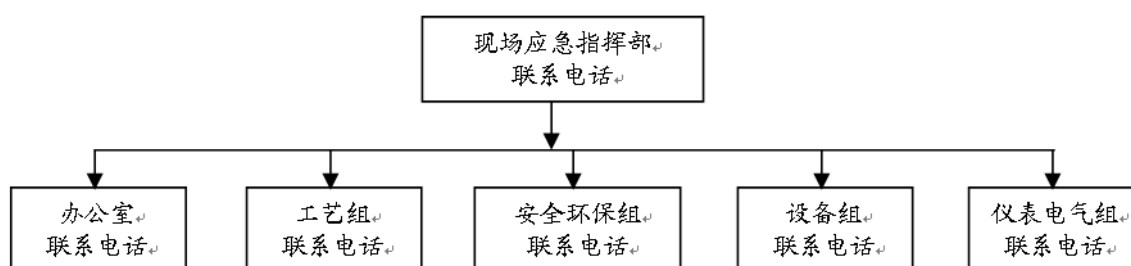 现场应急指挥部
联系电话
办公室
联系电话
工艺组
联系电话
安全环保组
联系电话
设备组
联系电话
仪表电气组
联系电话